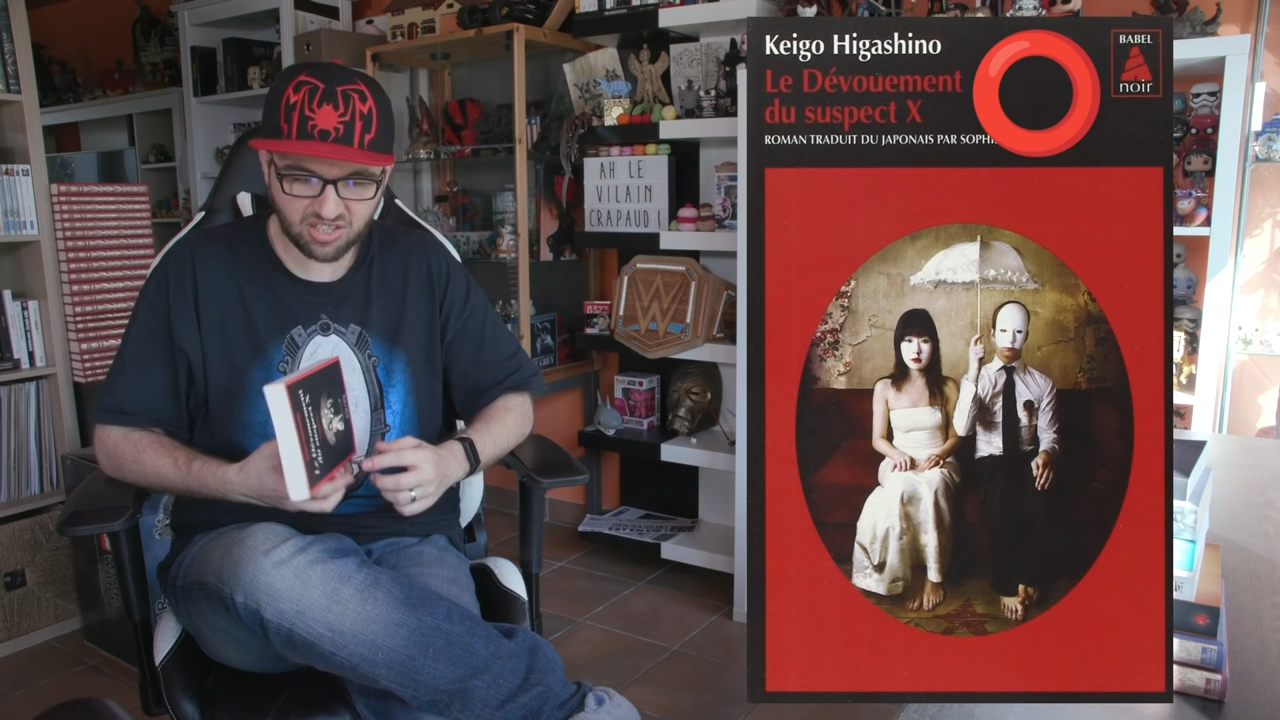 Keigo Higashino
Le Dévouement
du suspect X
ROMAN TRADUIT DU JAPONAIS PAR SOPHI
BABEL
noir
AH LE
VILAIN
CRAPAUD !
W